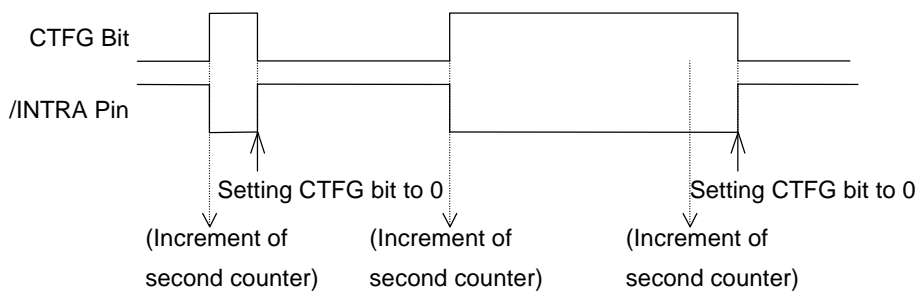 CTFG Bit
/INTRA Pin
Setting CTFG bit to 0
Setting CTFG bit to 0
(Increment of
second counter)
(Increment of
second counter)
(Increment of
second counter)